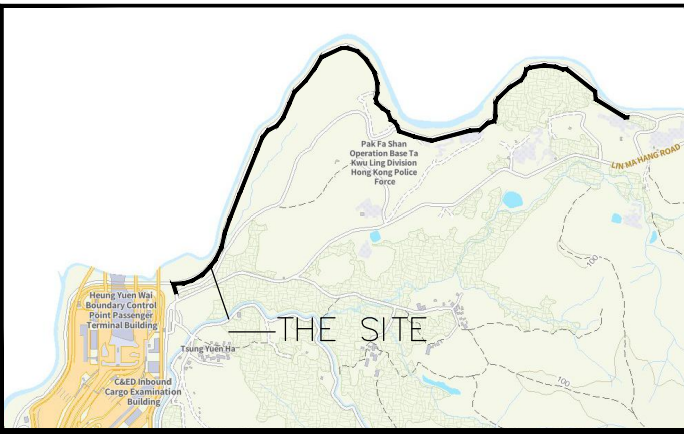 Pak Fa Shan
Operation Base Ta
Kwu Ling Division
Hong Kong Police
Force
LIN MA HANG ROAD
100
Heung Yuen Wai
Boundary Control
Point Passenger
Terminal Building
THE SITE
Tsung Yuen Ha
C&ED Inbound
Cargo Examination
Building
100